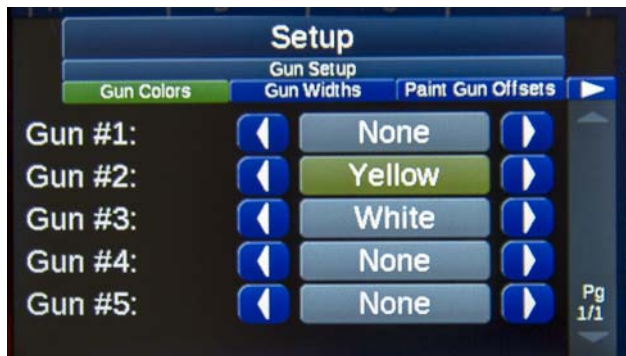 Setup
Gun Setup
Gun Colors Gun Widths Paint Gun Offsets
Gun #1: None
Gun #2: Yellow
Gun #3: White
Gun #4: None
Gun #5: None
Pg
1/1